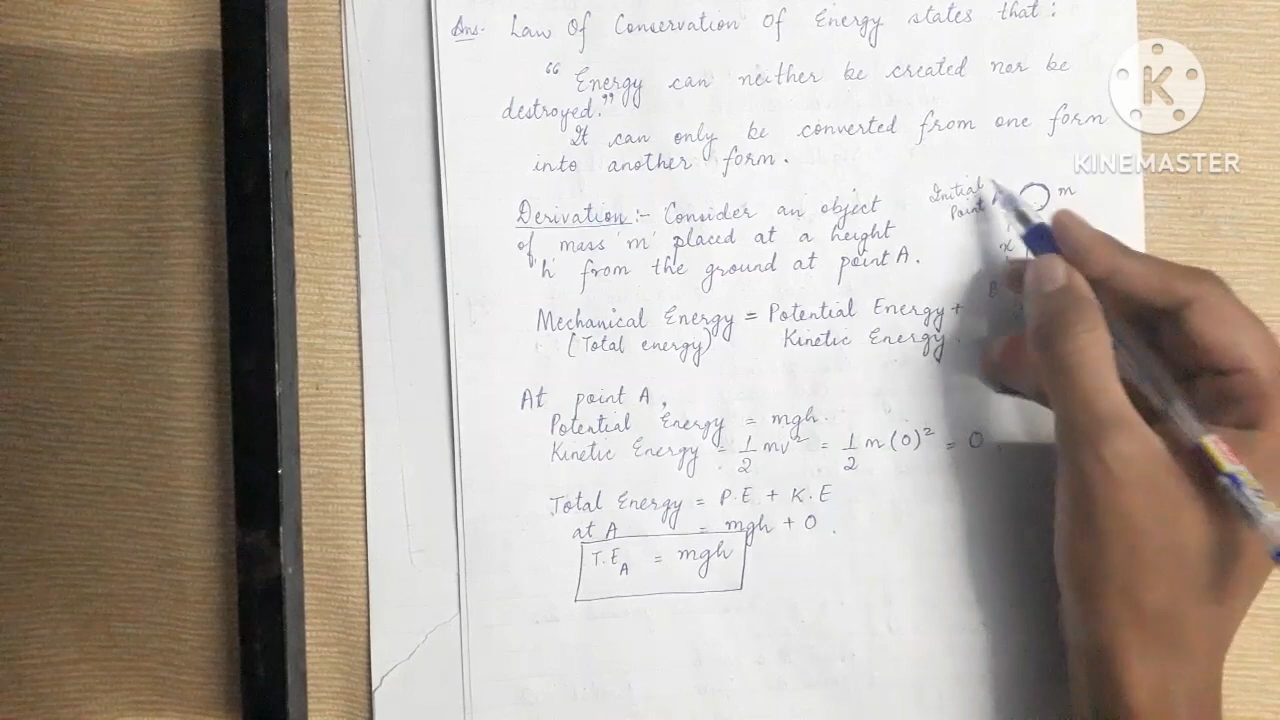 Ans- Law Of Conservation Of Energy states that :
“ Energy can neither be created nor be
destroyed.”
It can only be converted from one form
into another form.
KINEMASTER
Initial
Point
m
x
B
Derivation :- Consider an object
of mass 'm' placed at a height
'h' from the ground at point A.
Mechanical Energy = Potential Energy +
(Total energy) Kinetic Energy.
At point A,
Potential Energy = mgh.
Kinetic Energy = 1/2 mv² = 1/2 m(0)² = 0.
Total Energy = P.E + K.E
at A = mgh + 0.
T.E_A = mgh